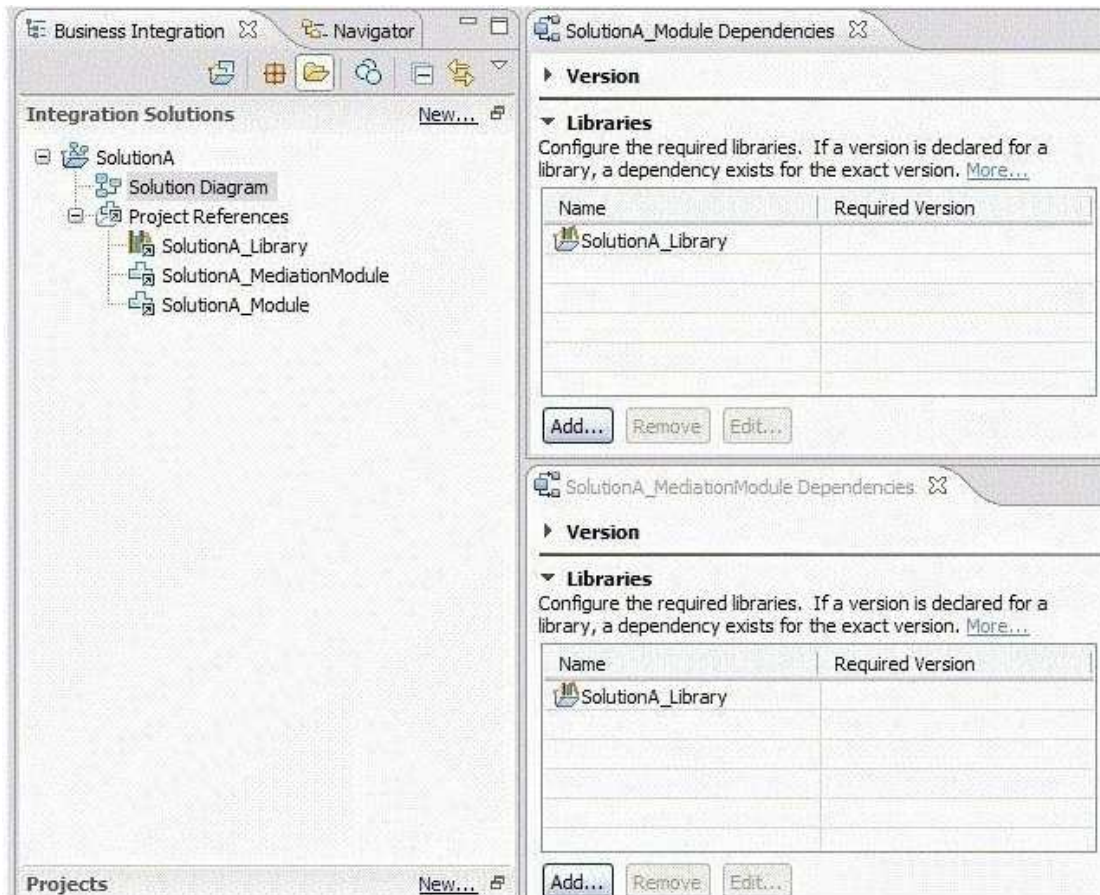 Business Integration
Navigator
Integration Solutions
New...
SolutionA
Solution Diagram
Project References
SolutionA_Library
SolutionA_MediationModule
SolutionA_Module
Projects
New...
SolutionA_Module Dependencies
Version
Libraries
Configure the required libraries. If a version is declared for a
library, a dependency exists for the exact version. More...
Name Required Version
SolutionA_Library
Add... Remove Edit...
SolutionA_MediationModule Dependencies
Version
Libraries
Configure the required libraries. If a version is declared for a
library, a dependency exists for the exact version. More...
Name Required Version
SolutionA_Library
Add... Remove Edit...